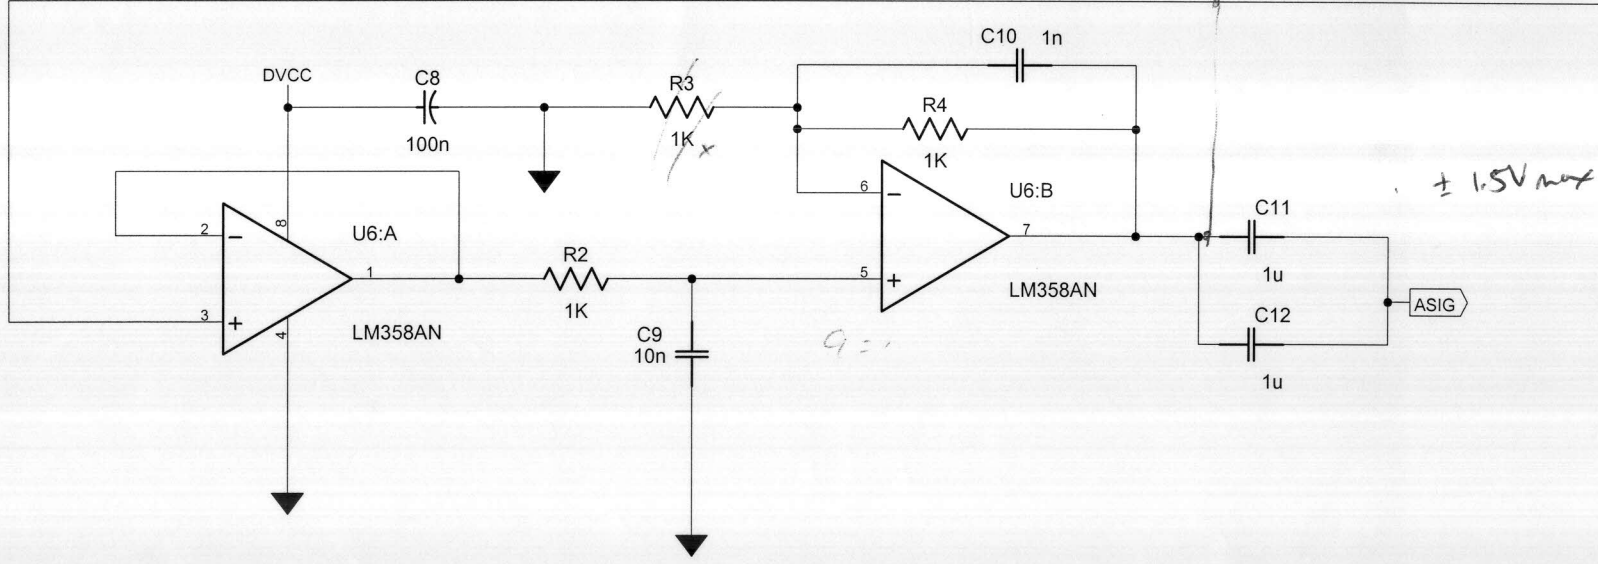 C10 1n
DVCC
C8
100n
R3
1K
x
R4
1K
6
U6:B
7
LM358AN
± 1.5V max
C11
1u
ASIG
C12
1u
2
8
U6:A
1
3
4
LM358AN
R2
1K
5
C9
10n